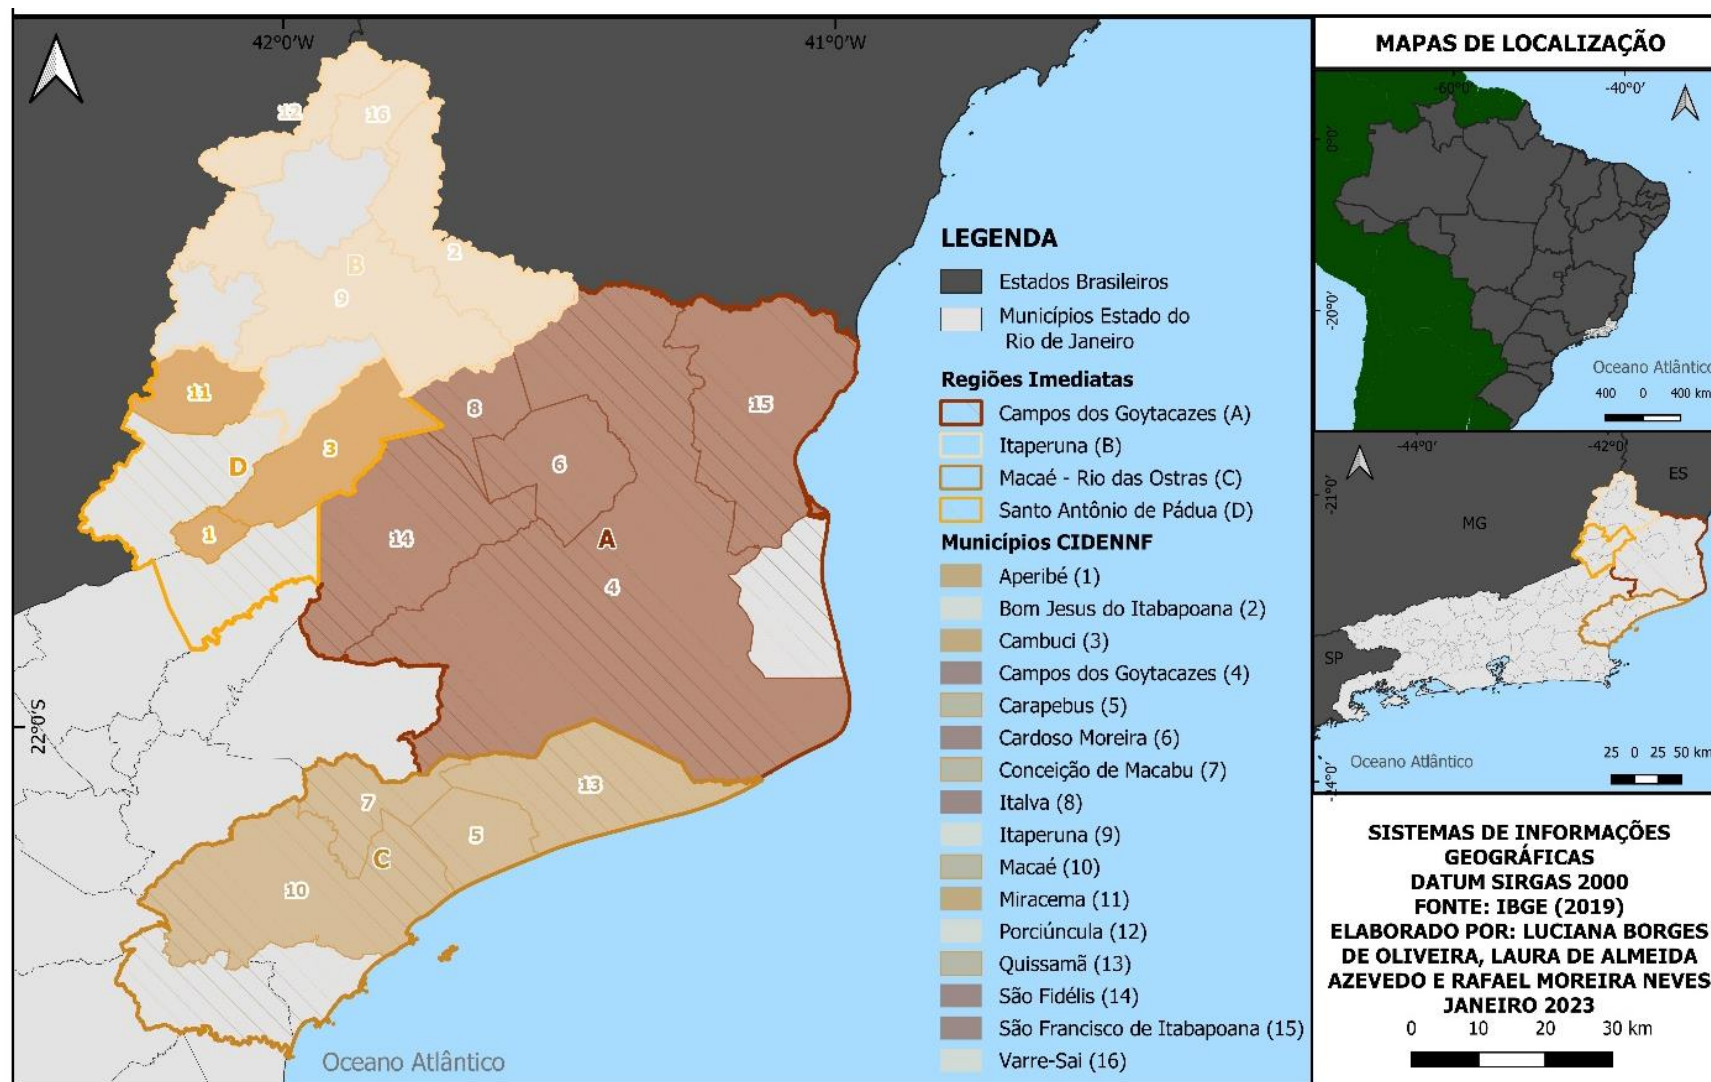 42°0'W
41°0'W
12
16
2
B
9
11
8
15
3
D
6
1
14
A
4
22°0'S
7
13
5
C
10
Oceano Atlântico
LEGENDA
Estados Brasileiros
Municípios Estado do
Rio de Janeiro
Regiões Imediatas
Campos dos Goytacazes (A)
Itaperuna (B)
Macaé - Rio das Ostras (C)
Santo Antônio de Pádua (D)
Municípios CIDENNF
Aperibé (1)
Bom Jesus do Itabapoana (2)
Cambuci (3)
Campos dos Goytacazes (4)
Carapebus (5)
Cardoso Moreira (6)
Conceição de Macabu (7)
Italva (8)
Itaperuna (9)
Macaé (10)
Miracema (11)
Porciúncula (12)
Quissamã (13)
São Fidélis (14)
São Francisco de Itabapoana (15)
Varre-Sai (16)
MAPAS DE LOCALIZAÇÃO
-60°0'
-40°0'
0°0'
-20°0'
Oceano Atlântico
400 0 400 km
-44°0'
-42°0'
-21°0'
ES
MG
SP
25 0 25 50 km
Oceano Atlântico
-24°0'
SISTEMAS DE INFORMAÇÕES
GEOGRÁFICAS
DATUM SIRGAS 2000
FONTE: IBGE (2019)
ELABORADO POR: LUCIANA BORGES
DE OLIVEIRA, LAURA DE ALMEIDA
AZEVEDO E RAFAEL MOREIRA NEVES
JANEIRO 2023
0 10 20 30 km